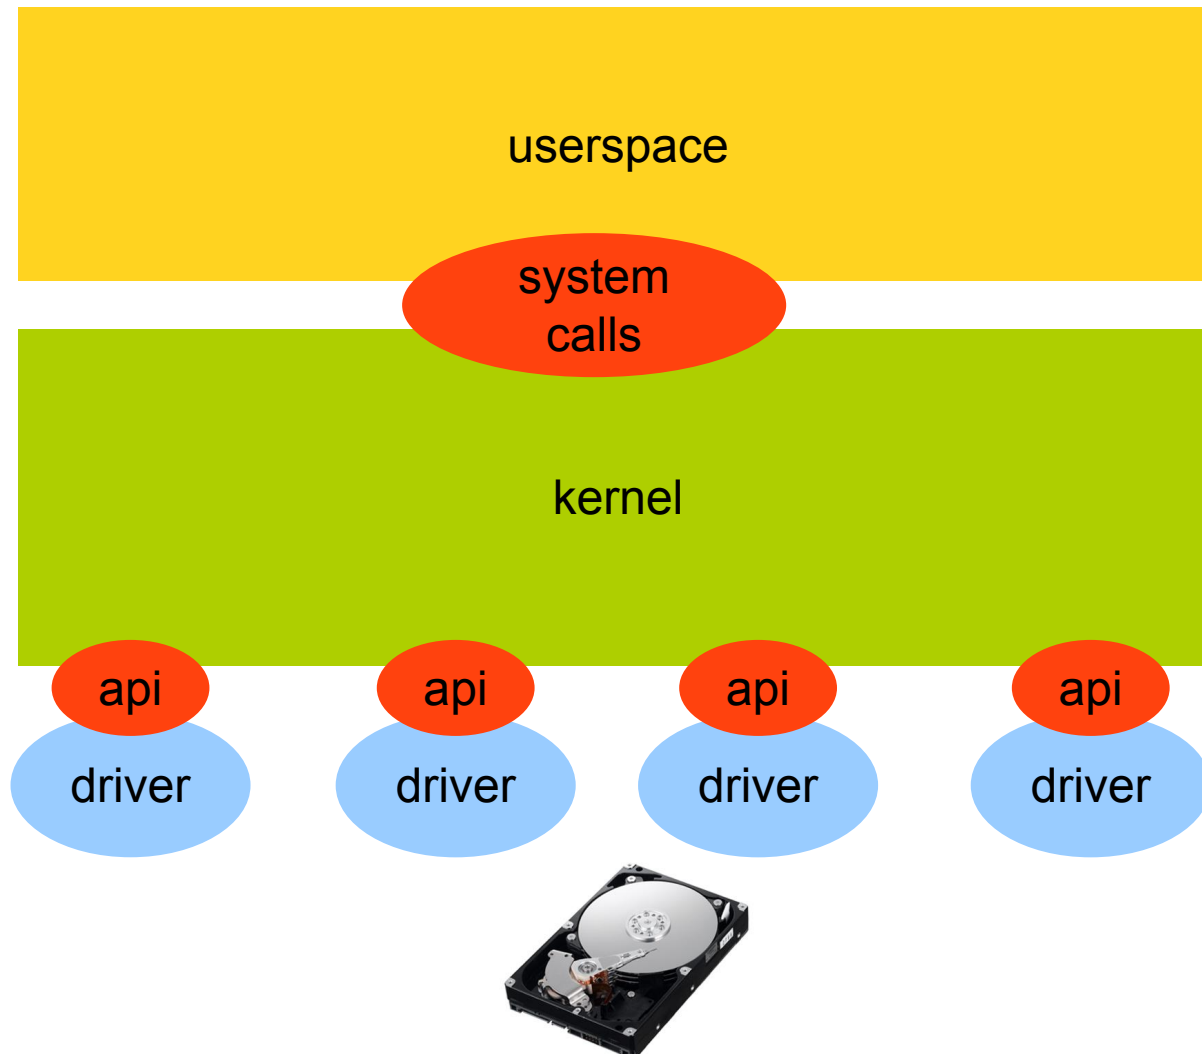 userspace
system
calls
kernel
api
api
api
api
driver
driver
driver
driver